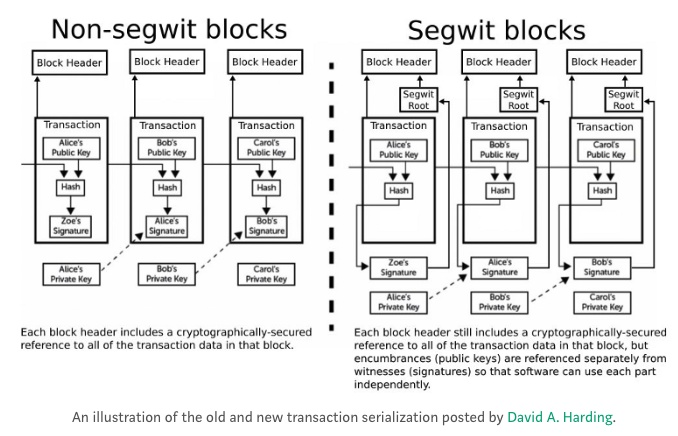 Non-segwit blocks
Block Header
Block Header
Block Header
Transaction
Alice's
Public Key
Hash
Zoe's
Signature
Transaction
Bob's
Public Key
Hash
Alice's
Signature
Transaction
Carol's
Public Key
Hash
Bob's
Signature
Alice's
Private Key
Bob's
Private Key
Carol's
Private Key
Each block header includes a cryptographically-secured
reference to all of the transaction data in that block.
Segwit blocks
Block Header
Block Header
Block Header
Segwit
Root
Segwit
Root
Segwit
Root
Transaction
Alice's
Public Key
Hash
Transaction
Bob's
Public Key
Hash
Transaction
Carol's
Public Key
Hash
Zoe's
Signature
Alice's
Signature
Bob's
Signature
Alice's
Private Key
Bob's
Private Key
Carol's
Private Key
Each block header still includes a cryptographically-secured
reference to all of the transaction data in that block, but
encumbrances (public keys) are referenced separately from
witnesses (signatures) so that software can use each part
independently.
An illustration of the old and new transaction serialization posted by David A. Harding.